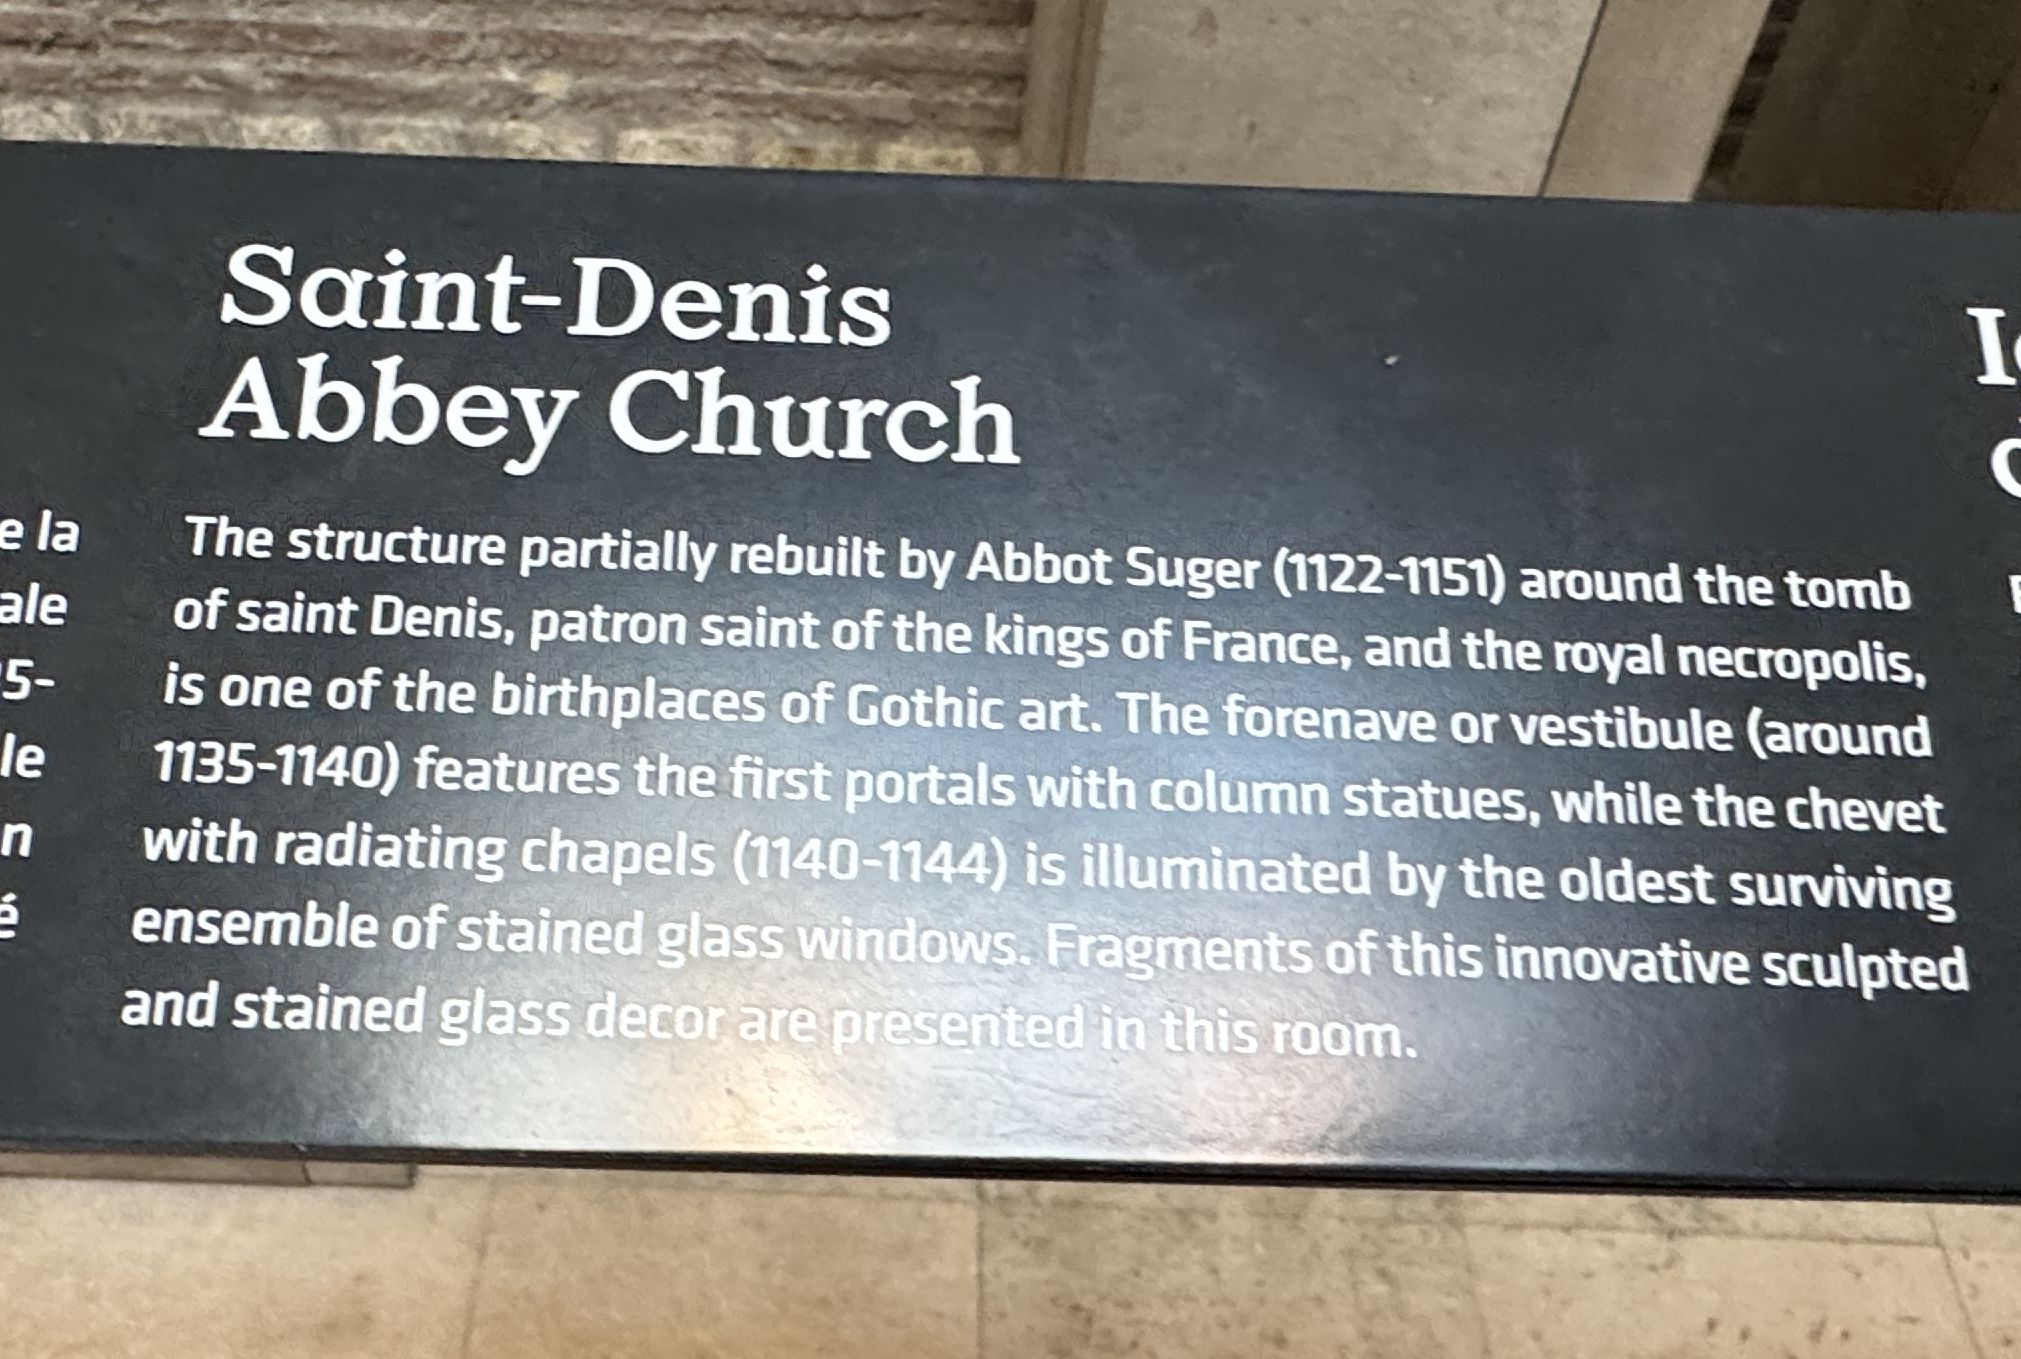 Saint-Denis
Abbey Church
The structure partially rebuilt by Abbot Suger (1122-1151) around the tomb
of saint Denis, patron saint of the kings of France, and the royal necropolis,
is one of the birthplaces of Gothic art. The forenave or vestibule (around
1135-1140) features the first portals with column statues, while the chevet
with radiating chapels (1140-1144) is illuminated by the oldest surviving
ensemble of stained glass windows. Fragments of this innovative sculpted
and stained glass decor are presented in this room.
e la
ale
5-
le
n
é